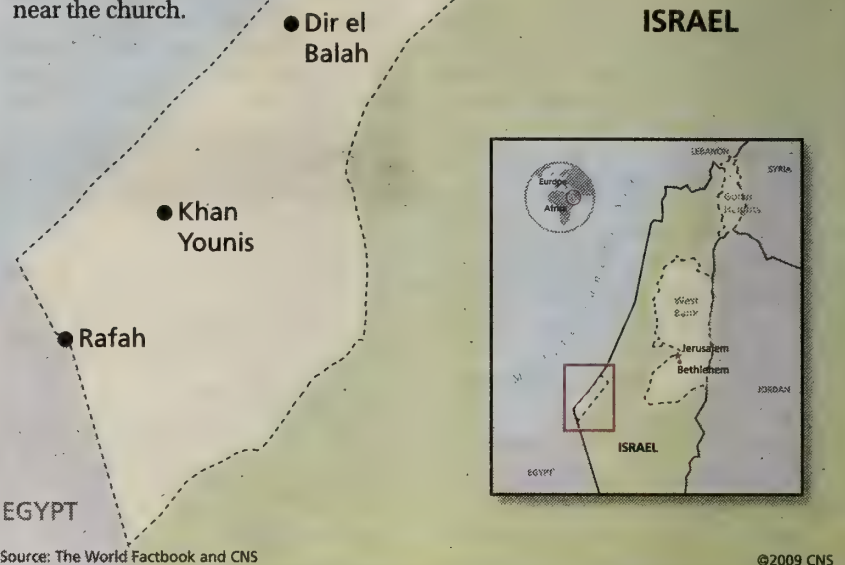 near the church.
Dir el
Balah
ISRAEL
Khan
Younis
Rafah
EGYPT
LEBANON
SYRIA
Europe
Africa
Golan
Heights
West
Bank
Jerusalem
Bethlehem
JORDAN
ISRAEL
EGYPT
Source: The World Factbook and CNS
©2009 CNS